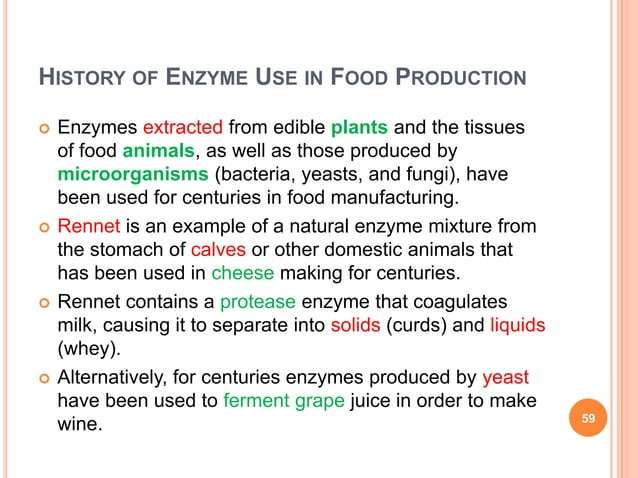 HISTORY OF ENZYME USE IN FOOD PRODUCTION
Enzymes extracted from edible plants and the tissues
of food animals, as well as those produced by
microorganisms (bacteria, yeasts, and fungi), have
been used for centuries in food manufacturing.
Rennet is an example of a natural enzyme mixture from
the stomach of calves or other domestic animals that
has been used in cheese making for centuries.
Rennet contains a protease enzyme that coagulates
milk, causing it to separate into solids (curds) and liquids
(whey).
Alternatively, for centuries enzymes produced by yeast
have been used to ferment grape juice in order to make
wine.
59